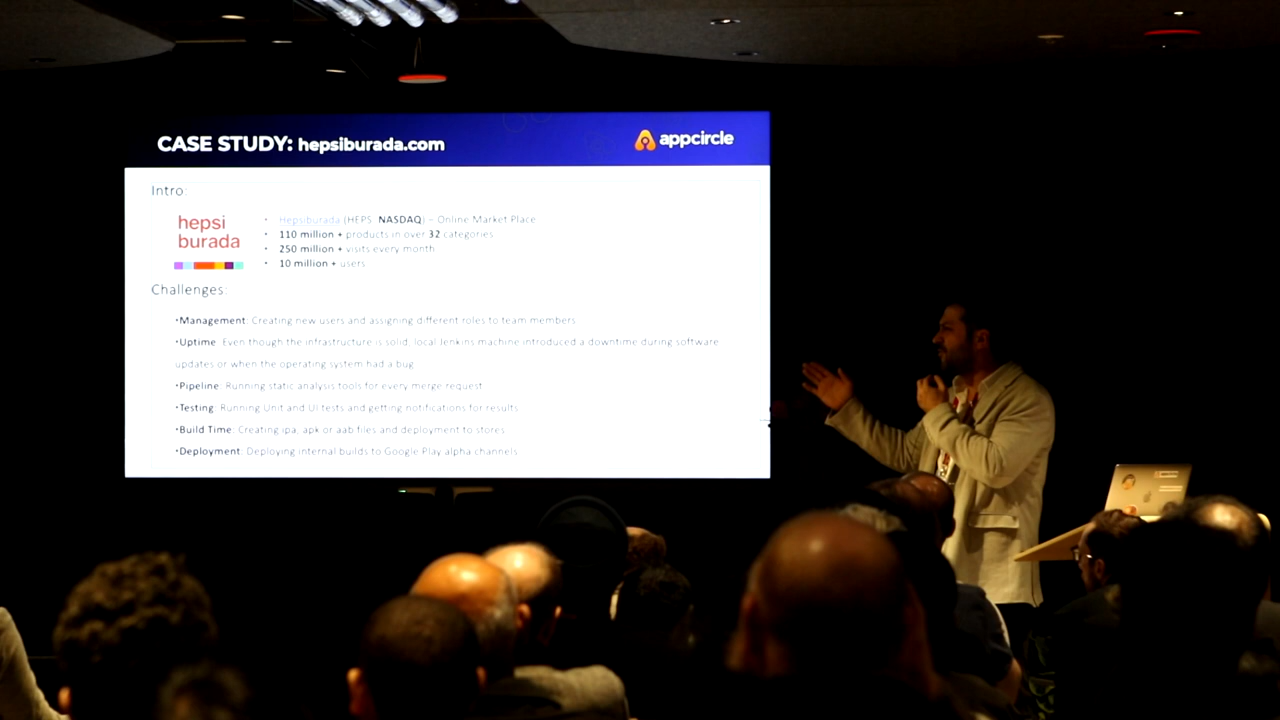 CASE STUDY: hepsiburada.com
appcircle
Intro:
hepsi
burada
• Hepsiburada (HEPS: NASDAQ) – Online Market Place
• 110 million + products in over 32 categories
• 250 million + visits every month
• 10 million + users
Challenges:
•Management: Creating new users and assigning different roles to team members
•Uptime: Even though the infrastructure is solid, local Jenkins machine introduced a downtime during software
updates or when the operating system had a bug
•Pipeline: Running static analysis tools for every merge request
•Testing: Running Unit and UI tests and getting notifications for results
•Build Time: Creating ipa, apk or aab files and deployment to stores
•Deployment: Deploying internal builds to Google Play alpha channels